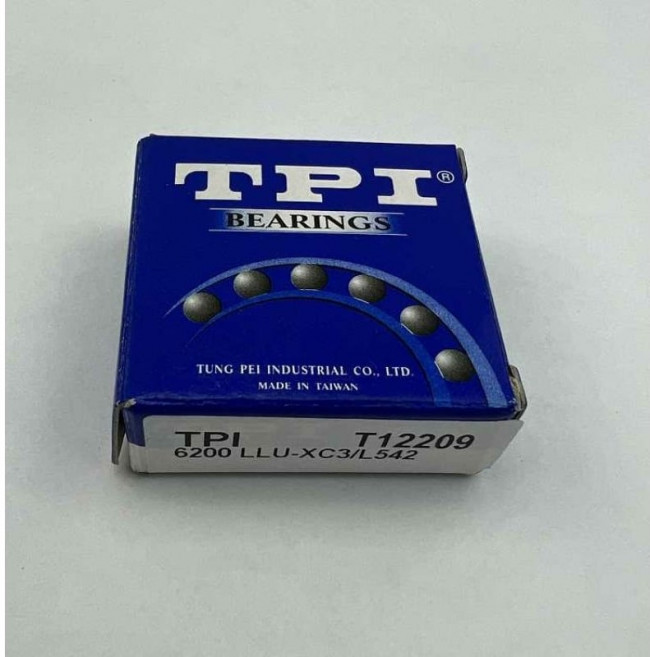 TPI®
BEARINGS
TUNG PEI INDUSTRIAL CO., LTD.
MADE IN TAIWAN
TPI T12209
6200 LLU-XC3/L542